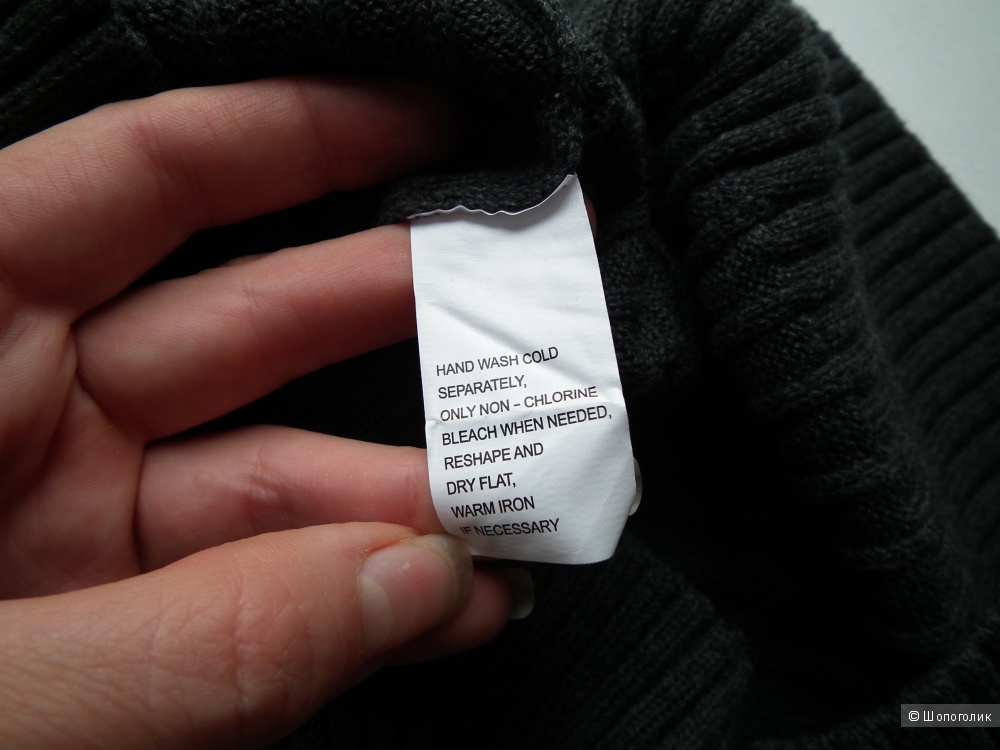 HAND WASH COLD
SEPARATELY,
ONLY NON - CHLORINE
BLEACH WHEN NEEDED,
RESHAPE AND
DRY FLAT,
WARM IRON
IF NECESSARY
© Шопоголик